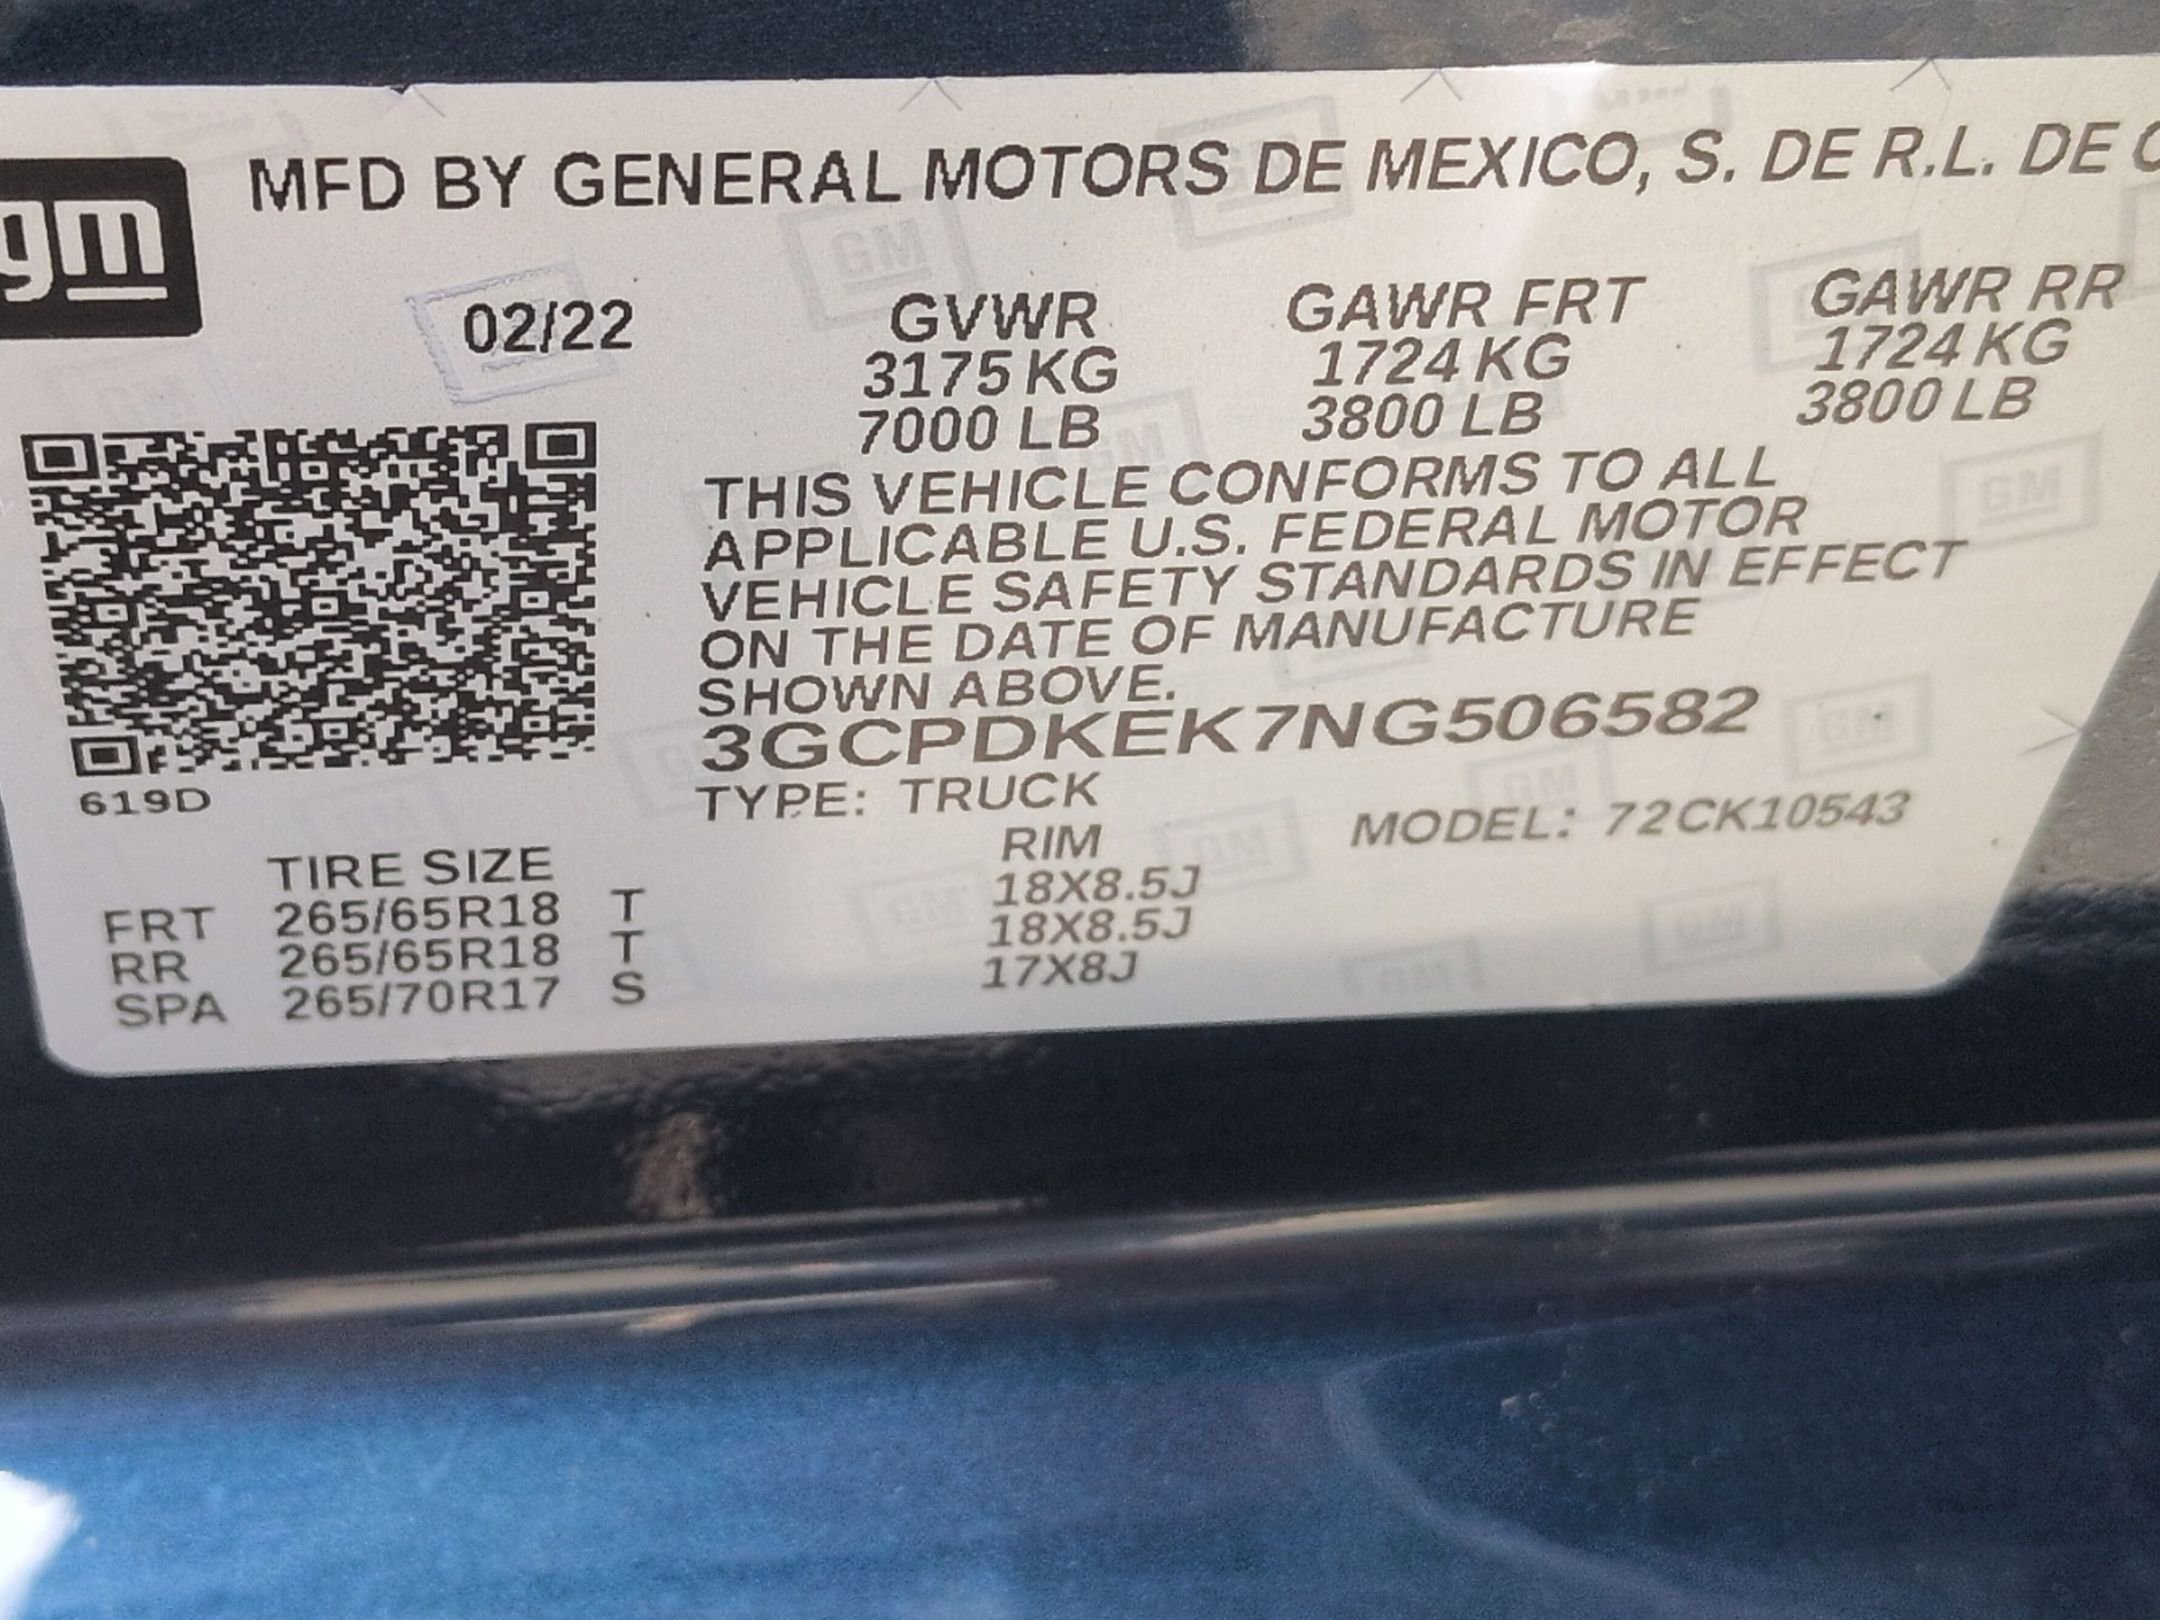 gm
MFD BY GENERAL MOTORS DE MEXICO, S. DE R.L. DE
02/22 GVWR GAWR FRT GAWR RR
3175 KG 1724 KG 1724 KG
7000 LB 3800 LB 3800 LB
THIS VEHICLE CONFORMS TO ALL
APPLICABLE U.S. FEDERAL MOTOR
VEHICLE SAFETY STANDARDS IN EFFECT
ON THE DATE OF MANUFACTURE
SHOWN ABOVE.
3GCPDKEK7NG506582
619D TYPE: TRUCK MODEL: 72CK10543
TIRE SIZE RIM
FRT 265/65R18 T 18X8.5J
RR 265/65R18 T 18X8.5J
SPA 265/70R17 S 17X8J